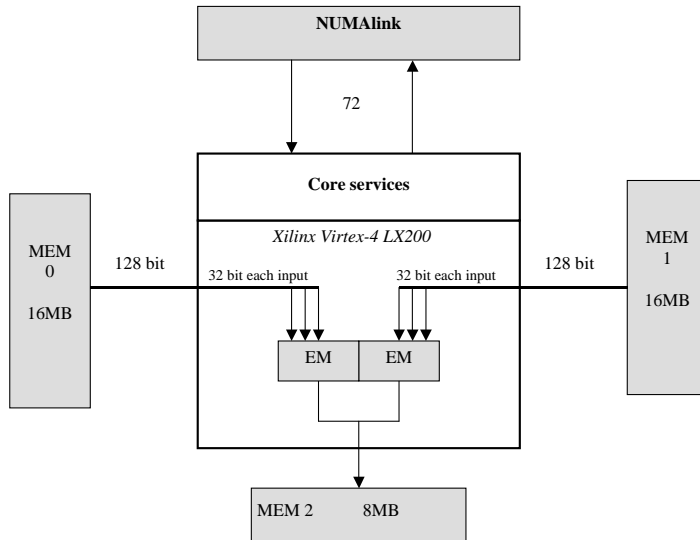 NUMAlink
72
Core services
Xilinx Virtex-4 LX200
MEM
0
16MB
128 bit
32 bit each input
32 bit each input
128 bit
MEM
1
16MB
EM
EM
MEM 2 8MB